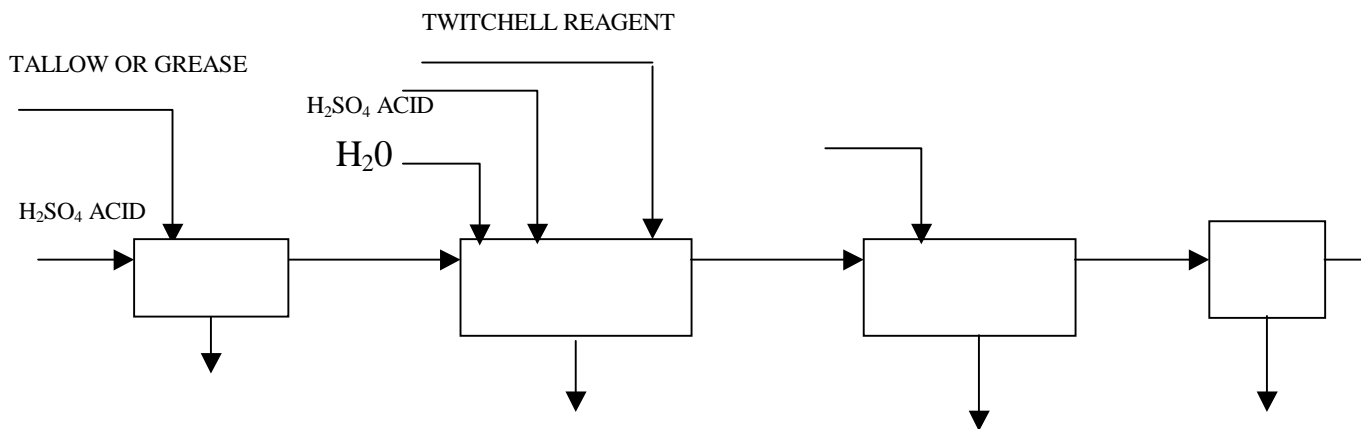 TWITCHELL REAGENT
TALLOW OR GREASE
H₂SO₄ ACID
H₂0
H₂SO₄ ACID